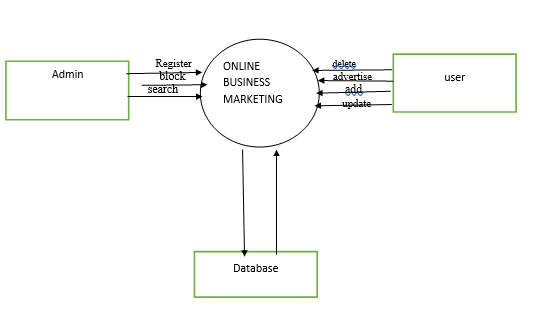 Admin
Register
block
search
ONLINE
BUSINESS
MARKETING
delete
advertise
add
update
user
Database